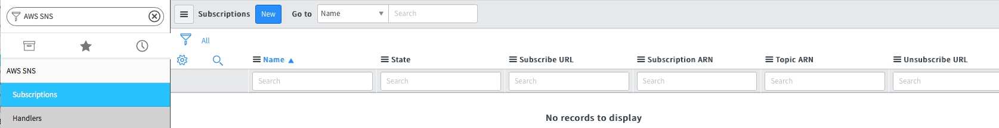 AWS SNS
Subscriptions New Go to Name Search
All
Name State Subscribe URL Subscription ARN Topic ARN Unsubscribe URL
AWS SNS
Search Search Search Search Search Search
Subscriptions
Handlers
No records to display